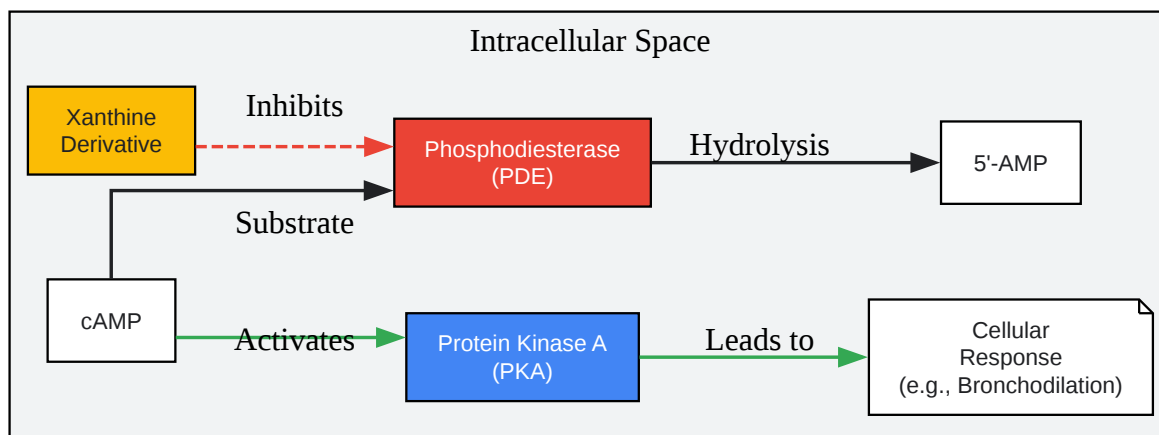 Intracellular Space
Xanthine
Derivative
Inhibits
Phosphodiesterase
(PDE)
Hydrolysis
5'-AMP
Substrate
cAMP
Activates
Protein Kinase A
(PKA)
Leads to
Cellular
Response
(e.g., Bronchodilation)